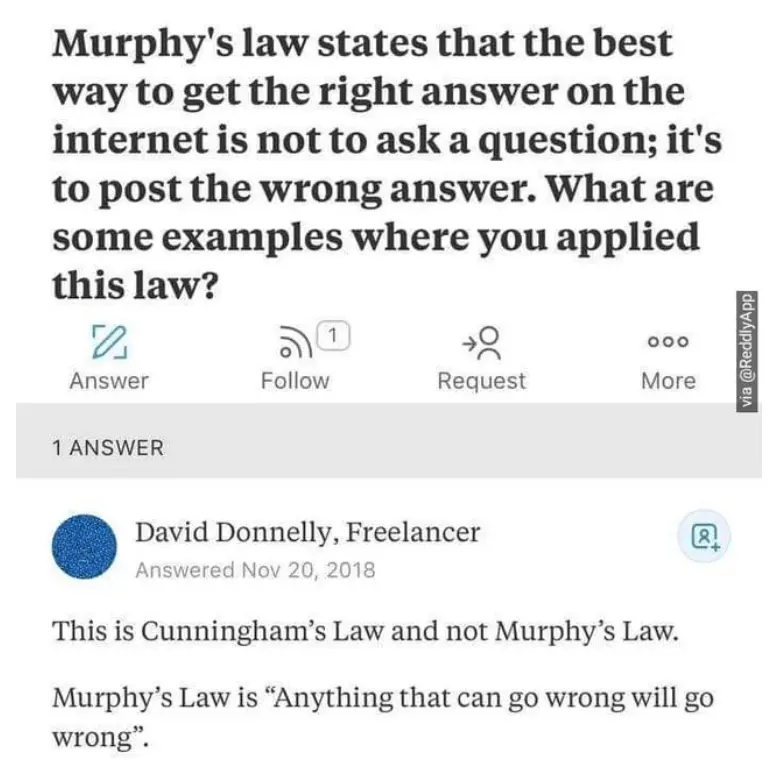 Murphy's law states that the best
way to get the right answer on the
internet is not to ask a question; it's
to post the wrong answer. What are
some examples where you applied
this law?
1
Answer
Follow
Request
More
via @ReddlyApp
1 ANSWER
David Donnelly, Freelancer
Answered Nov 20, 2018
This is Cunningham’s Law and not Murphy’s Law.
Murphy’s Law is “Anything that can go wrong will go
wrong”.